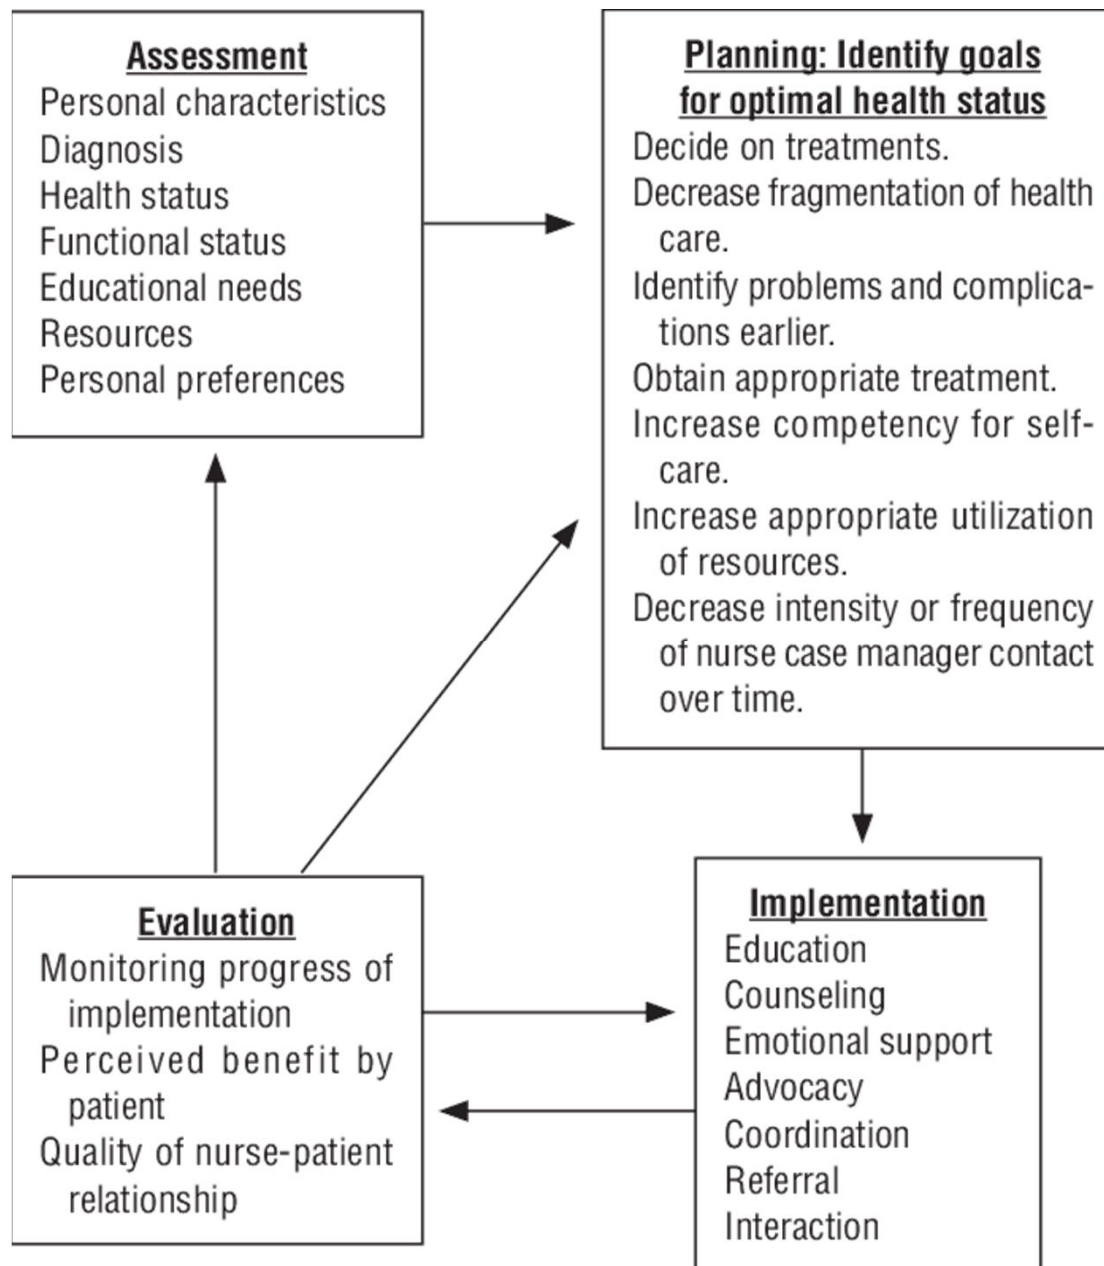 Assessment
Personal characteristics
Diagnosis
Health status
Functional status
Educational needs
Resources
Personal preferences
Planning: Identify goals
for optimal health status
Decide on treatments.
Decrease fragmentation of health
care.
Identify problems and complica-
tions earlier.
Obtain appropriate treatment.
Increase competency for self-
care.
Increase appropriate utilization
of resources.
Decrease intensity or frequency
of nurse case manager contact
over time.
Evaluation
Monitoring progress of
implementation
Perceived benefit by
patient
Quality of nurse-patient
relationship
Implementation
Education
Counseling
Emotional support
Advocacy
Coordination
Referral
Interaction